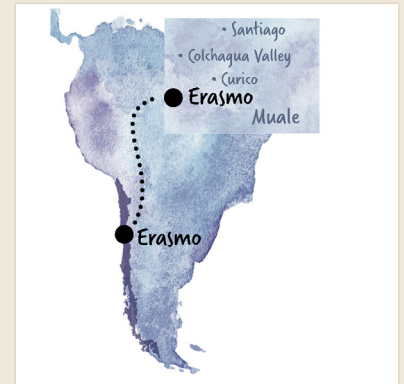 Santiago
Colchagua Valley
Curico
Erasmo
Muale
Erasmo